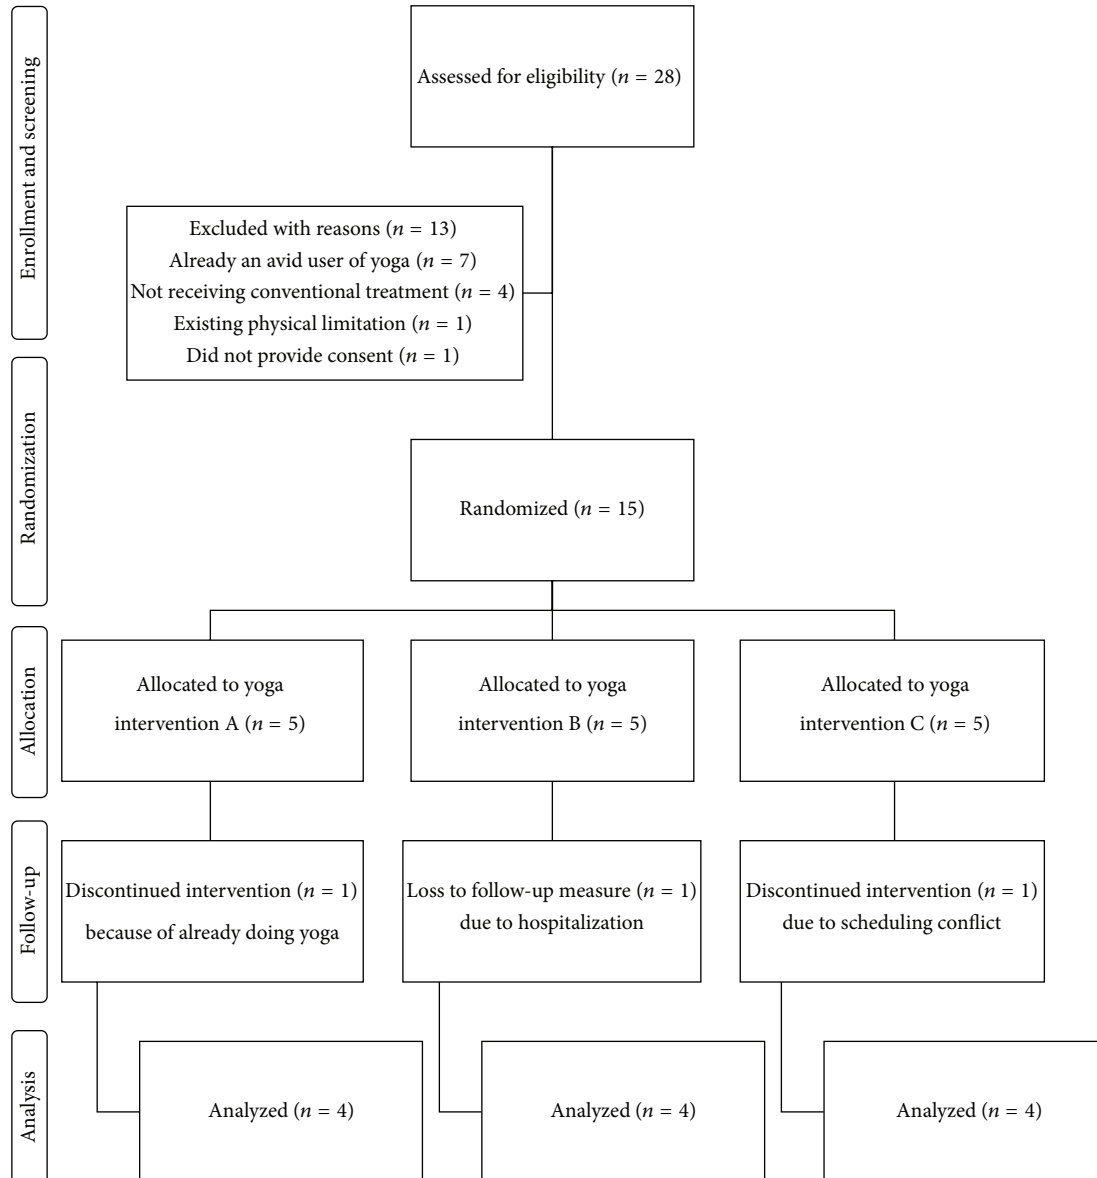 Enrollment and screening
Assessed for eligibility (n = 28)
Excluded with reasons (n = 13)
Already an avid user of yoga (n = 7)
Not receiving conventional treatment (n = 4)
Existing physical limitation (n = 1)
Did not provide consent (n = 1)
Randomization
Randomized (n = 15)
Allocation
Allocated to yoga
intervention A (n = 5)
Allocated to yoga
intervention B (n = 5)
Allocated to yoga
intervention C (n = 5)
Follow-up
Discontinued intervention (n = 1)
because of already doing yoga
Loss to follow-up measure (n = 1)
due to hospitalization
Discontinued intervention (n = 1)
due to scheduling conflict
Analysis
Analyzed (n = 4)
Analyzed (n = 4)
Analyzed (n = 4)